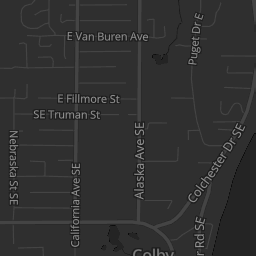 E Van Buren Ave
Puget Dr E
E Fillmore St
SE Truman St
Nebraska St SE
California Ave SE
Alaska Ave SE
Colchester Dr SE
r Rd SE
Colby